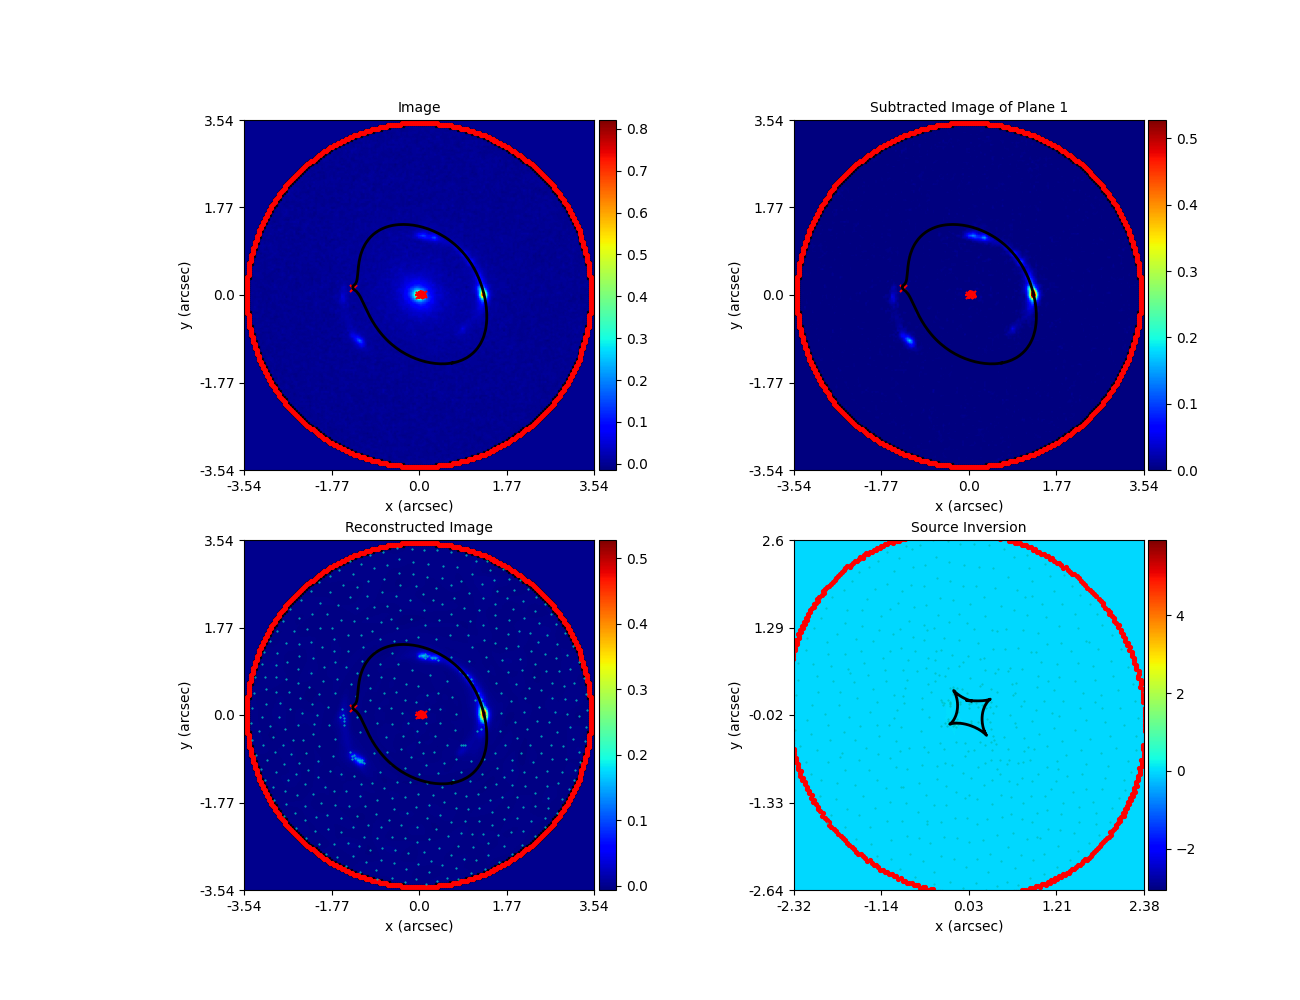 Image
3.54
1.77
0.0
-1.77
-3.54
y (arcsec)
-3.54 -1.77 0.0 1.77 3.54
x (arcsec)
0.8
0.7
0.6
0.5
0.4
0.3
0.2
0.1
0.0
Subtracted Image of Plane 1
3.54
1.77
0.0
-1.77
-3.54
y (arcsec)
-3.54 -1.77 0.0 1.77 3.54
x (arcsec)
0.5
0.4
0.3
0.2
0.1
0.0
Reconstructed Image
3.54
1.77
0.0
-1.77
-3.54
y (arcsec)
-3.54 -1.77 0.0 1.77 3.54
x (arcsec)
0.5
0.4
0.3
0.2
0.1
0.0
Source Inversion
2.6
1.29
-0.02
-1.33
-2.64
y (arcsec)
-2.32 -1.14 0.03 1.21 2.38
x (arcsec)
4
2
0
−2